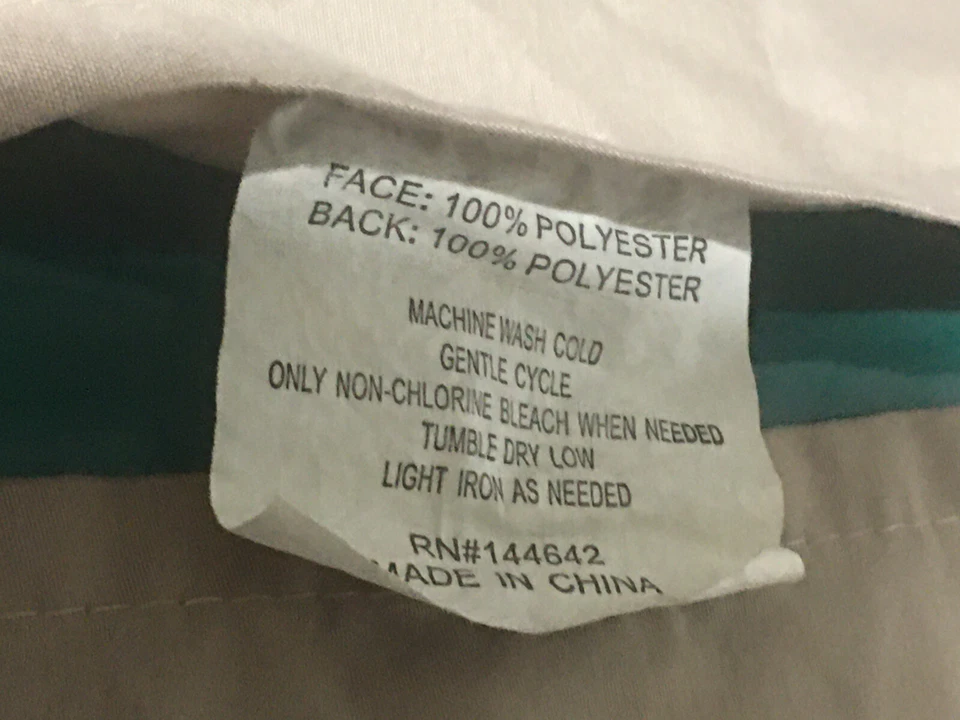 FACE: 100% POLYESTER
BACK: 100% POLYESTER
MACHINE WASH COLD
GENTLE CYCLE
ONLY NON-CHLORINE BLEACH WHEN NEEDED
TUMBLE DRY LOW
LIGHT IRON AS NEEDED
RN#144642
MADE IN CHINA